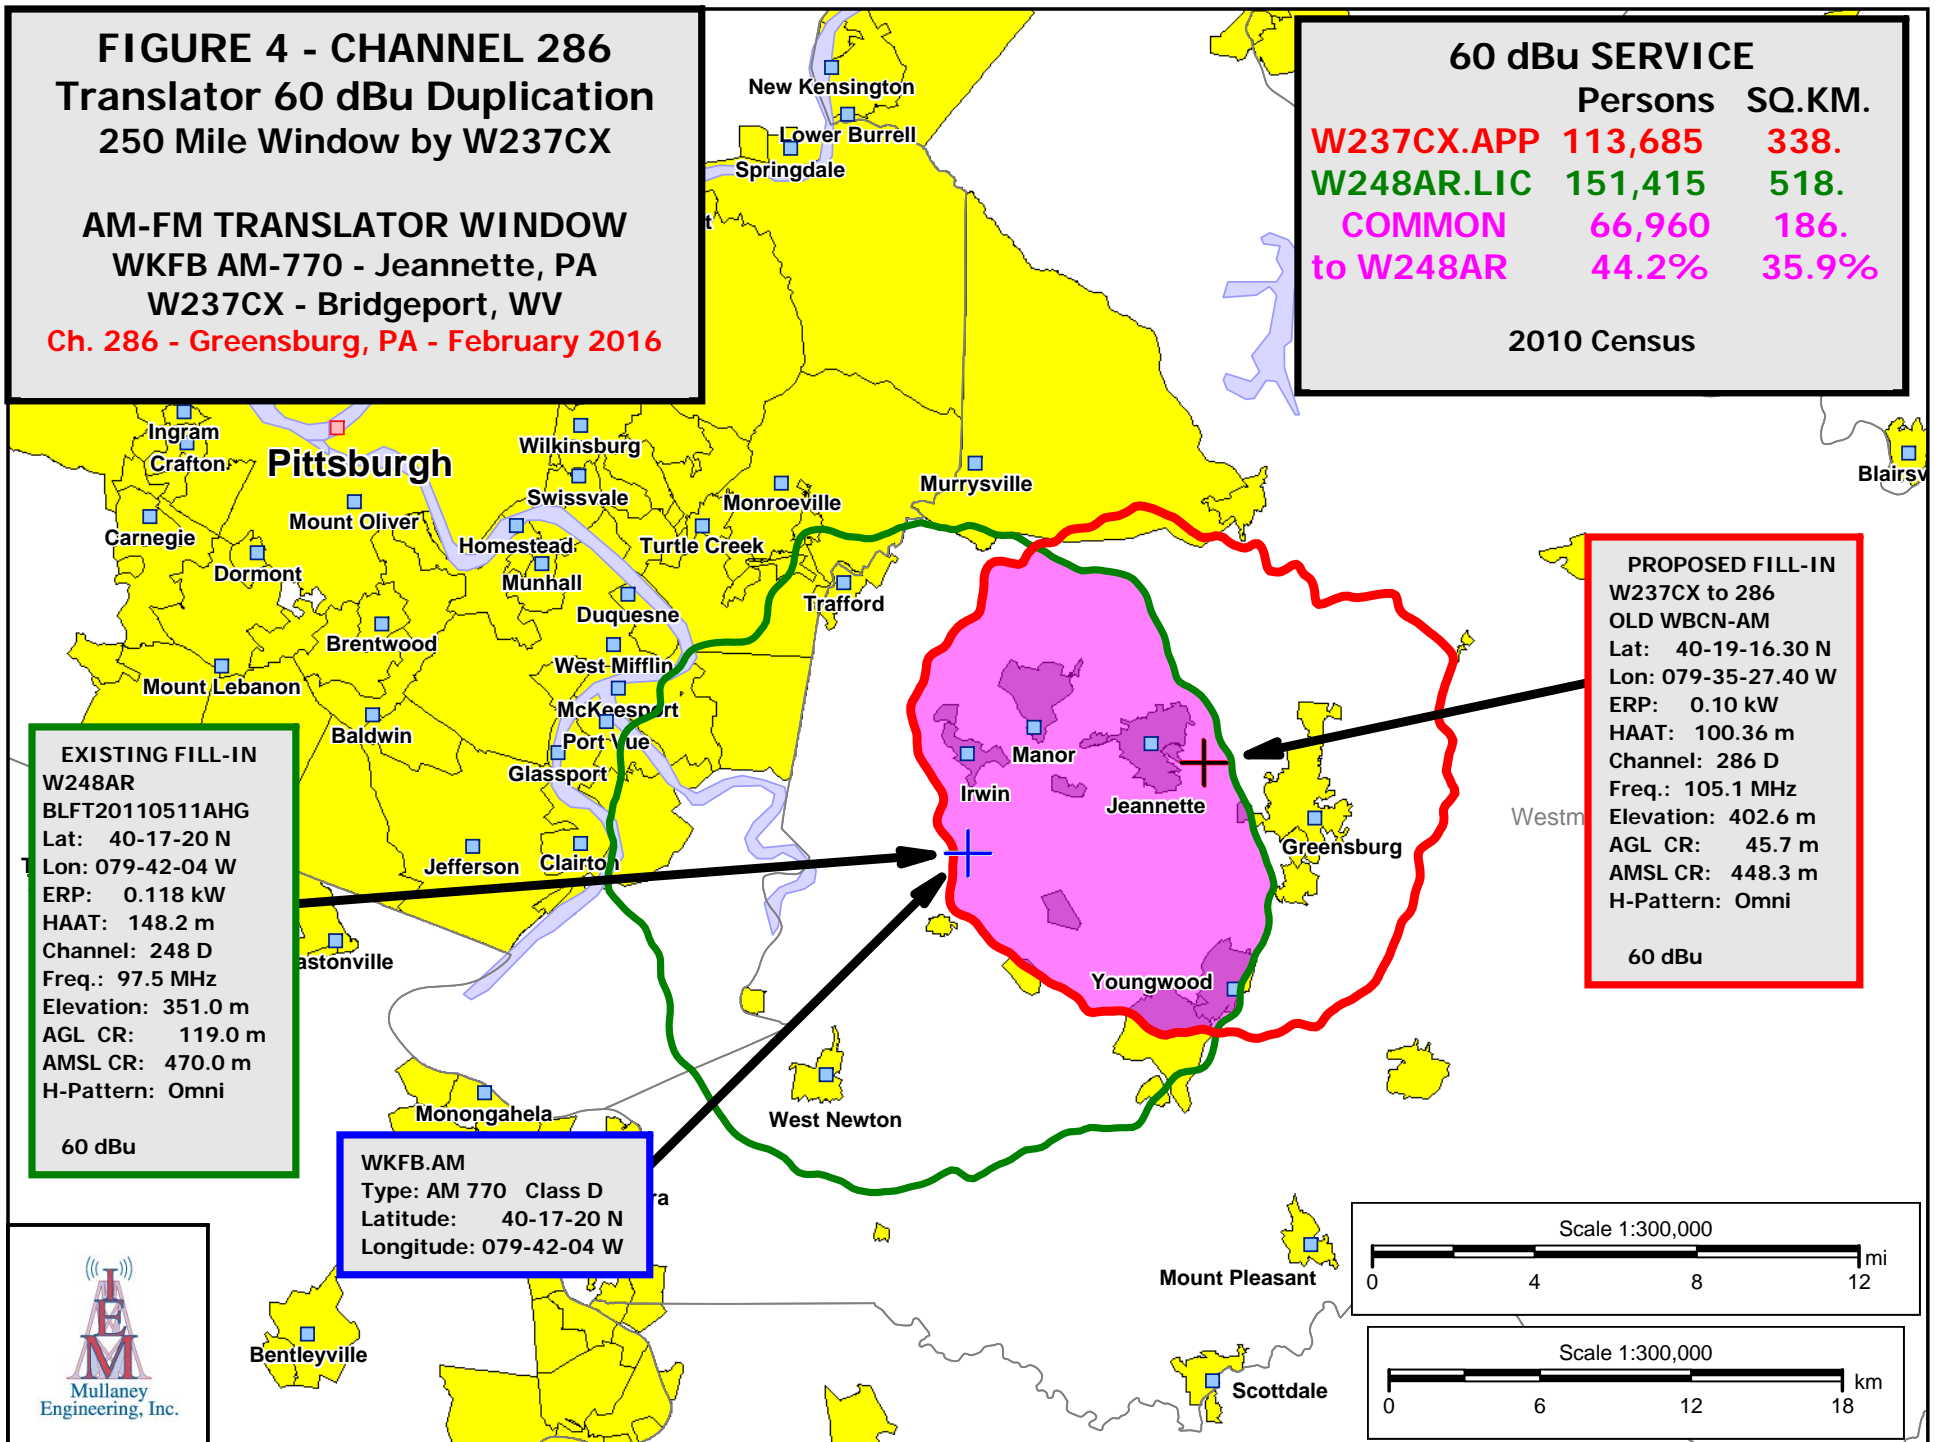 FIGURE 4 - CHANNEL 286
Translator 60 dBu Duplication
250 Mile Window by W237CX
AM-FM TRANSLATOR WINDOW
WKFB AM-770 - Jeannette, PA
W237CX - Bridgeport, WV
Ch. 286 - Greensburg, PA - February 2016
60 dBu SERVICE
Persons SQ.KM.
W237CX.APP 113,685 338.
W248AR.LIC 151,415 518.
COMMON 66,960 186.
to W248AR 44.2% 35.9%
2010 Census
New Kensington
Lower Burrell
Springdale
t
Ingram
Crafton
Pittsburgh
Wilkinsburg
Swissvale
Monroeville
Murrysville
Blairsv
Carnegie
Mount Oliver
Homestead
Turtle Creek
Dormont
Munhall
Duquesne
Trafford
Brentwood
West Mifflin
Mount Lebanon
McKeesport
Baldwin
Port Vue
Glassport
Manor
Irwin
Jeannette
Westm
Greensburg
Jefferson
Clairton
astonville
Youngwood
Monongahela
West Newton
ra
Mount Pleasant
Bentleyville
Scottdale
PROPOSED FILL-IN
W237CX to 286
OLD WBCN-AM
Lat: 40-19-16.30 N
Lon: 079-35-27.40 W
ERP: 0.10 kW
HAAT: 100.36 m
Channel: 286 D
Freq.: 105.1 MHz
Elevation: 402.6 m
AGL CR: 45.7 m
AMSL CR: 448.3 m
H-Pattern: Omni
60 dBu
EXISTING FILL-IN
W248AR
BLFT20110511AHG
Lat: 40-17-20 N
Lon: 079-42-04 W
ERP: 0.118 kW
HAAT: 148.2 m
Channel: 248 D
Freq.: 97.5 MHz
Elevation: 351.0 m
AGL CR: 119.0 m
AMSL CR: 470.0 m
H-Pattern: Omni
60 dBu
WKFB.AM
Type: AM 770 Class D
Latitude: 40-17-20 N
Longitude: 079-42-04 W
Scale 1:300,000
mi
0 4 8 12
Scale 1:300,000
km
0 6 12 18
IEM
Mullaney
Engineering, Inc.